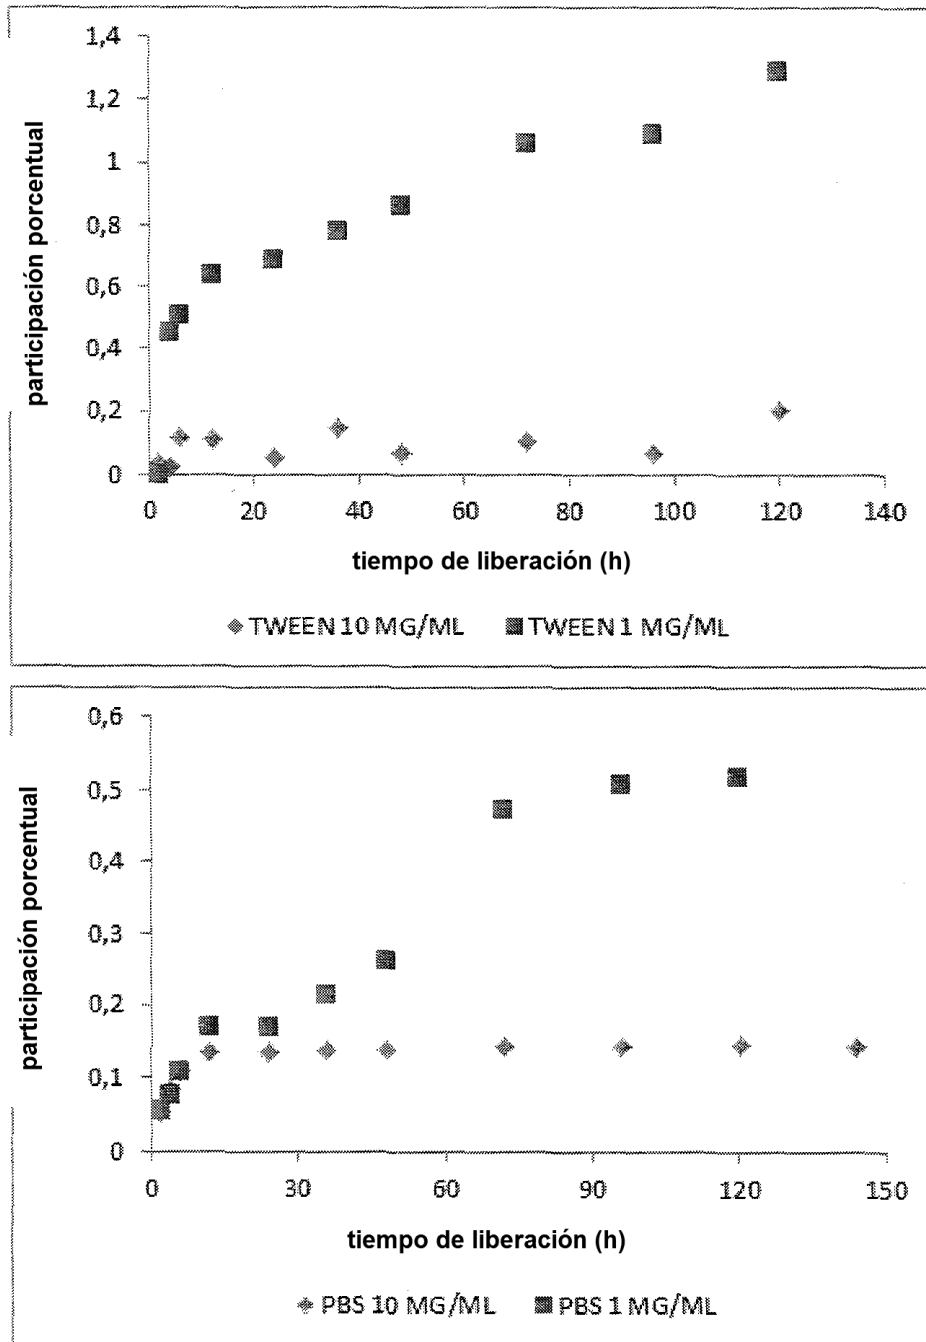 1,4
1,2
1
0,8
0,6
0,4
0,2
0
participación porcentual
0 20 40 60 80 100 120 140
tiempo de liberación (h)
TWEEN 10 MG/ML TWEEN 1 MG/ML
0,6
0,5
0,4
0,3
0,2
0,1
0
participación porcentual
0 30 60 90 120 150
tiempo de liberación (h)
PBS 10 MG/ML PBS 1 MG/ML